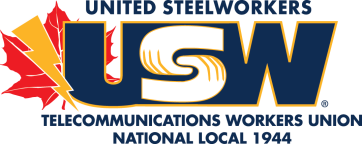 UNITED STEELWORKERS
USW®
TELECOMMUNICATIONS WORKERS UNION
NATIONAL LOCAL 1944